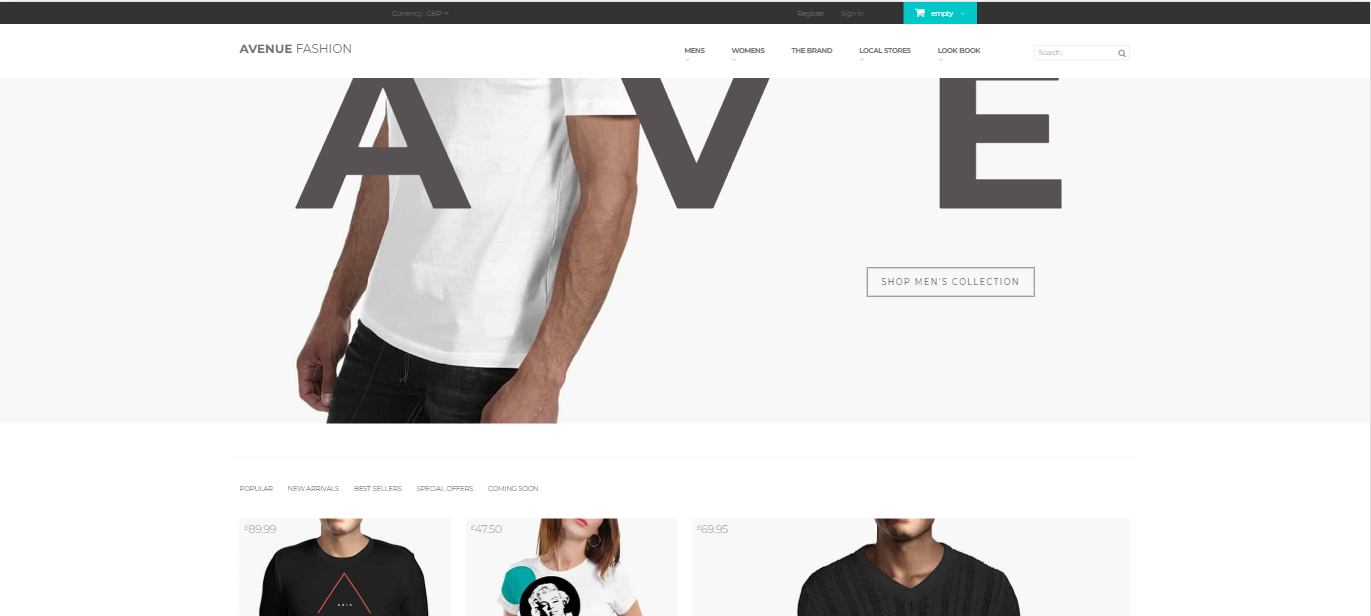 Currency : GBP
Register Sign in empty
AVENUE FASHION
MENS WOMENS THE BRAND LOCAL STORES LOOK BOOK
Search..
A V E
SHOP MEN'S COLLECTION
POPULAR NEW ARRIVALS BEST SELLERS SPECIAL OFFERS COMING SOON
£89.99 £47.50 £69.95